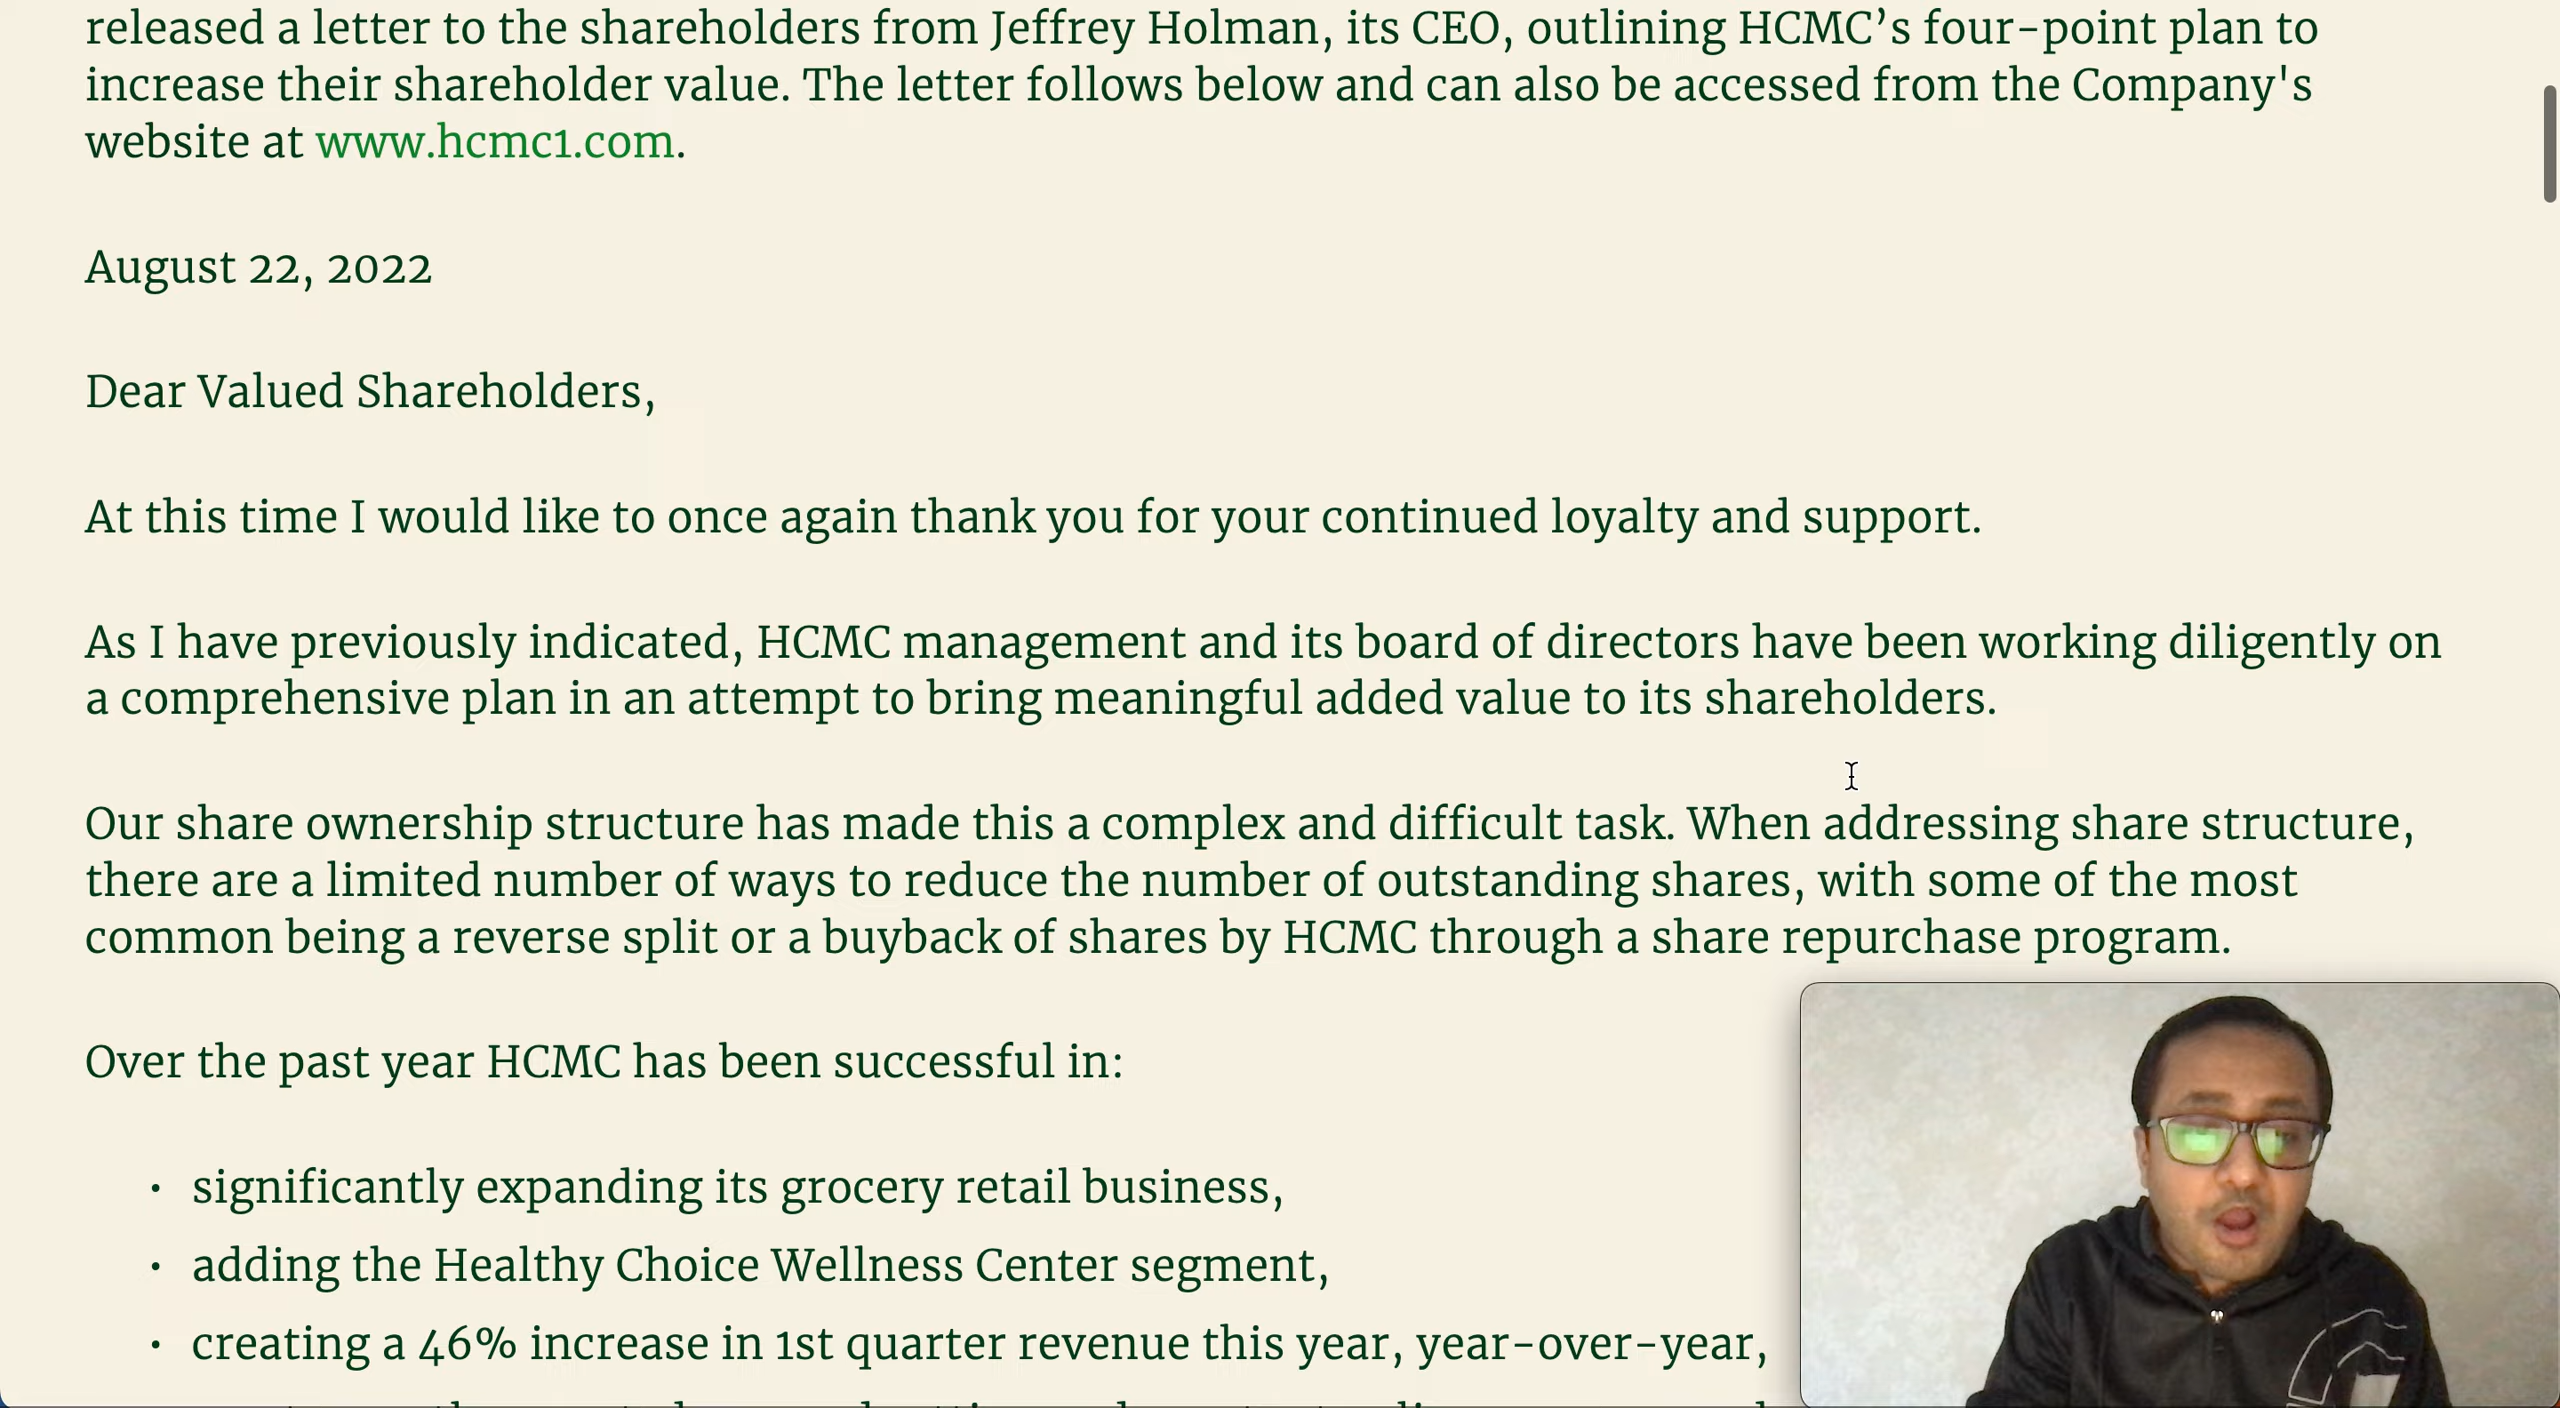 released a letter to the shareholders from Jeffrey Holman, its CEO, outlining HCMC’s four-point plan to
increase their shareholder value. The letter follows below and can also be accessed from the Company's
website at www.hcmc1.com.
August 22, 2022
Dear Valued Shareholders,
At this time I would like to once again thank you for your continued loyalty and support.
As I have previously indicated, HCMC management and its board of directors have been working diligently on
a comprehensive plan in an attempt to bring meaningful added value to its shareholders.
Our share ownership structure has made this a complex and difficult task. When addressing share structure,
there are a limited number of ways to reduce the number of outstanding shares, with some of the most
common being a reverse split or a buyback of shares by HCMC through a share repurchase program.
Over the past year HCMC has been successful in:
• significantly expanding its grocery retail business,
• adding the Healthy Choice Wellness Center segment,
• creating a 46% increase in 1st quarter revenue this year, year-over-year,